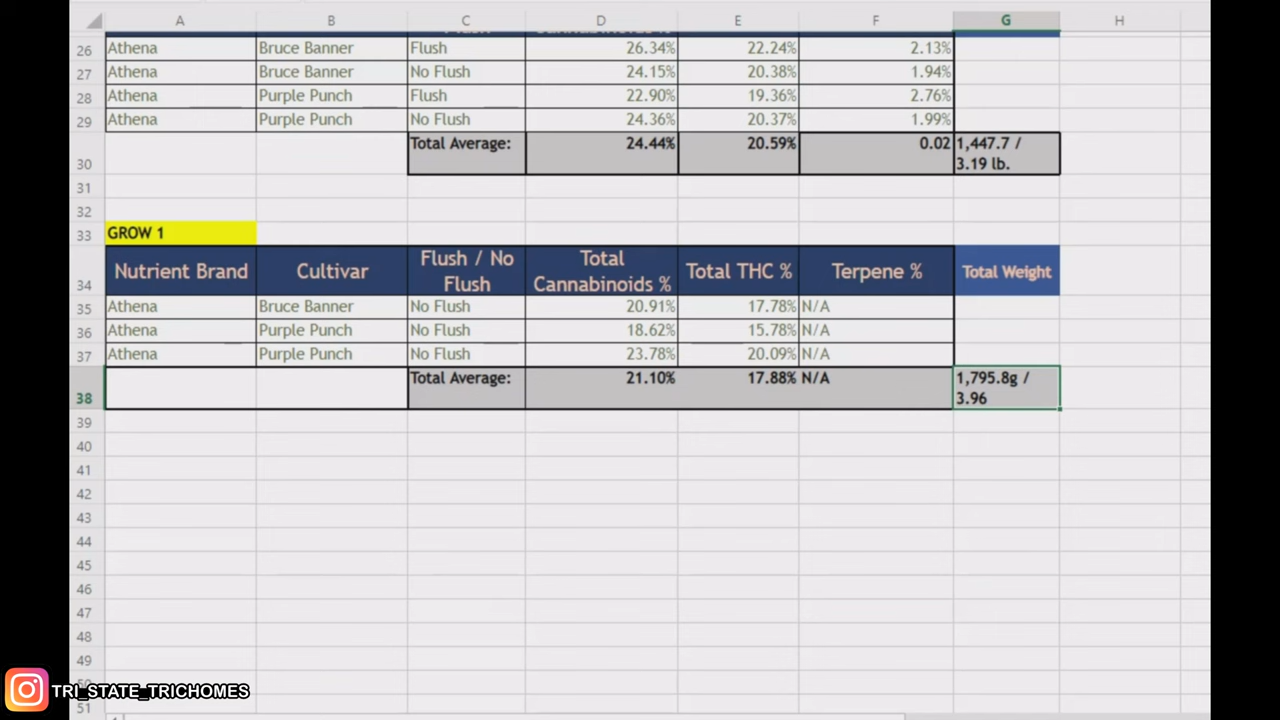 A B C D E F G H
26 Athena Bruce Banner Flush 26.34% 22.24% 2.13%
27 Athena Bruce Banner No Flush 24.15% 20.38% 1.94%
28 Athena Purple Punch Flush 22.90% 19.36% 2.76%
29 Athena Purple Punch No Flush 24.36% 20.37% 1.99%
30 Total Average: 24.44% 20.59% 0.02 1,447.7 /
3.19 lb.
31
32
33 GROW 1
34 Nutrient Brand Cultivar Flush / No
Flush Total
Cannabinoids % Total THC % Terpene % Total Weight
35 Athena Bruce Banner No Flush 20.91% 17.78% N/A
36 Athena Purple Punch No Flush 18.62% 15.78% N/A
37 Athena Purple Punch No Flush 23.78% 20.09% N/A
38 Total Average: 21.10% 17.88% N/A 1,795.8g /
3.96
39
40
41
42
43
44
45
46
47
48
49
51
TRI_STATE_TRICHOMES